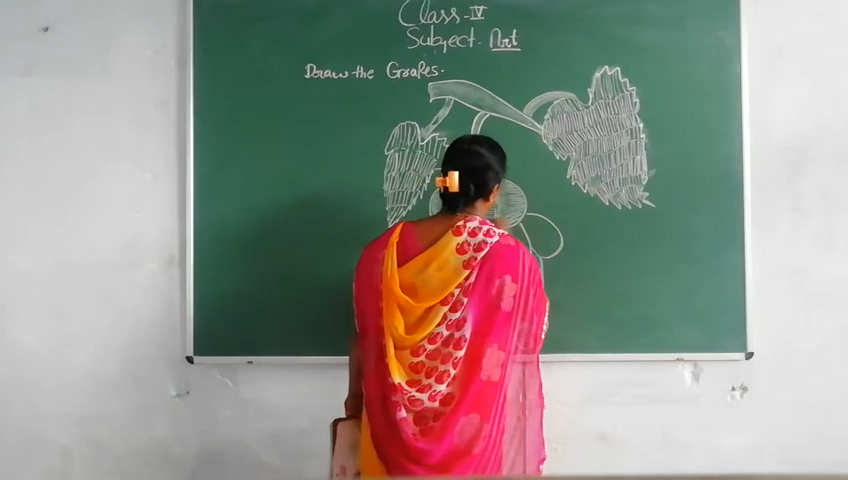 Class-IV
Subject- Art
Draw the Grapes.